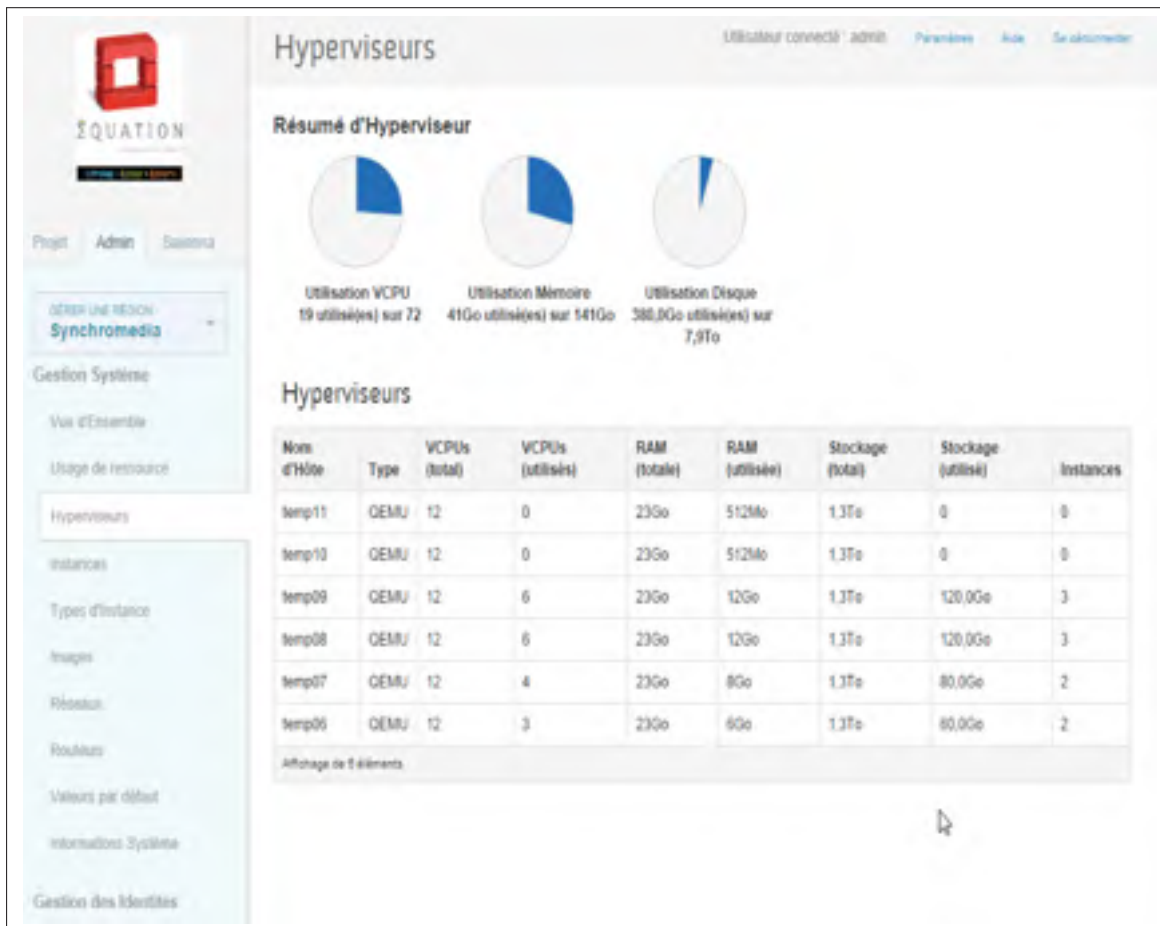 ΣQUATION
Projet Admin Savanna
GÉRER UNE RÉGION
Synchromedia
Gestion Système
Vue d'Ensemble
Usage de ressource
Hyperviseurs
Instances
Types d'Instance
Images
Réseaux
Routeurs
Valeurs par défaut
Informations Système
Gestion des Identités
Hyperviseurs
Utilisateur connecté : admin Paramètres Aide Se déconnecter
Résumé d'Hyperviseur
Utilisation VCPU
19 utilisé(es) sur 72
Utilisation Mémoire
41Go utilisé(es) sur 141Go
Utilisation Disque
380,0Go utilisé(es) sur
7,9To
Hyperviseurs
Nom d'Hôte Type VCPUs (total) VCPUs (utilisés) RAM (totale) RAM (utilisée) Stockage (total) Stockage (utilisé) Instances
temp11 QEMU 12 0 23Go 512Mo 1,3To 0 0
temp10 QEMU 12 0 23Go 512Mo 1,3To 0 0
temp09 QEMU 12 6 23Go 12Go 1,3To 120,0Go 3
temp08 QEMU 12 6 23Go 12Go 1,3To 120,0Go 3
temp07 QEMU 12 4 23Go 8Go 1,3To 80,0Go 2
temp06 QEMU 12 3 23Go 6Go 1,3To 60,0Go 2
Affichage de 6 éléments